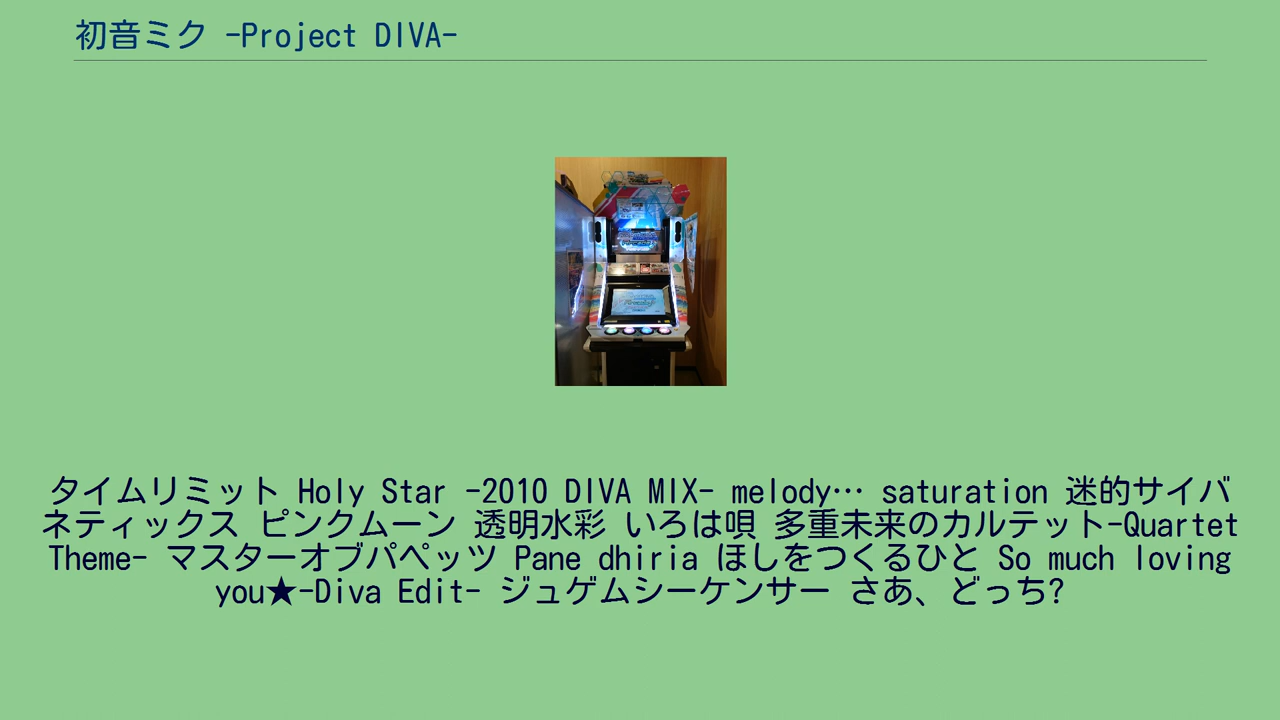 初音ミク -Project DIVA-
タイムリミット Holy Star -2010 DIVA MIX- melody… saturation 迷的サイバ
ネティックス ピンクムーン 透明水彩 いろは唄 多重未来のカルテット-Quartet
Theme- マスターオブパペッツ Pane dhiria ほしをつくるひと So much loving
you★-Diva Edit- ジュゲムシーケンサー さあ、どっち?